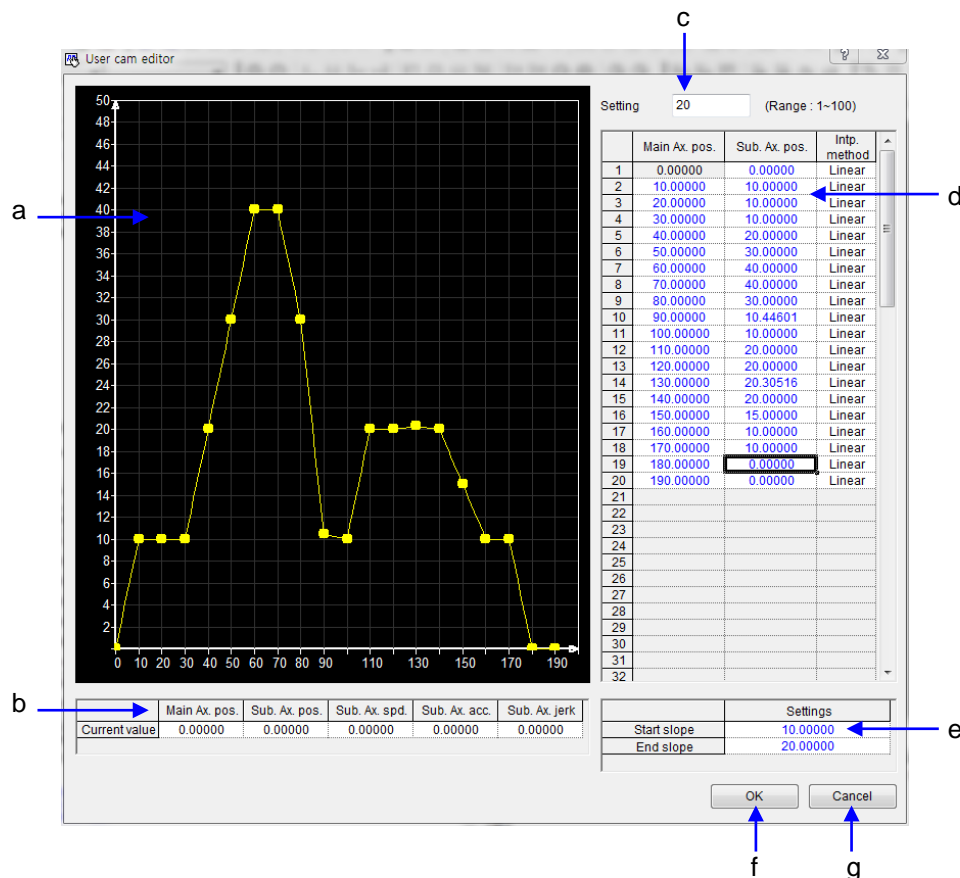 c
User cam editor
a
50
48
46
44
42
40
38
36
34
32
30
28
26
24
22
20
18
16
14
12
10
8
6
4
2
0 10 20 30 40 50 60 70 80 90 110 130 150 170 190
Setting 20 (Range : 1~100)
Main Ax. pos. Sub. Ax. pos. Intp. method
1 0.00000 0.00000 Linear
2 10.00000 10.00000 Linear
3 20.00000 10.00000 Linear
4 30.00000 10.00000 Linear
5 40.00000 20.00000 Linear
6 50.00000 30.00000 Linear
7 60.00000 40.00000 Linear
8 70.00000 40.00000 Linear
9 80.00000 30.00000 Linear
10 90.00000 10.44601 Linear
11 100.00000 10.00000 Linear
12 110.00000 20.00000 Linear
13 120.00000 20.00000 Linear
14 130.00000 20.30516 Linear
15 140.00000 20.00000 Linear
16 150.00000 15.00000 Linear
17 160.00000 10.00000 Linear
18 170.00000 10.00000 Linear
19 180.00000 0.00000 Linear
20 190.00000 0.00000 Linear
21
22
23
24
25
26
27
28
29
30
31
32
d
b
Main Ax. pos. Sub. Ax. pos. Sub. Ax. spd. Sub. Ax. acc. Sub. Ax. jerk
Current value 0.00000 0.00000 0.00000 0.00000 0.00000
Settings
Start slope 10.00000
End slope 20.00000
e
OK Cancel
f g